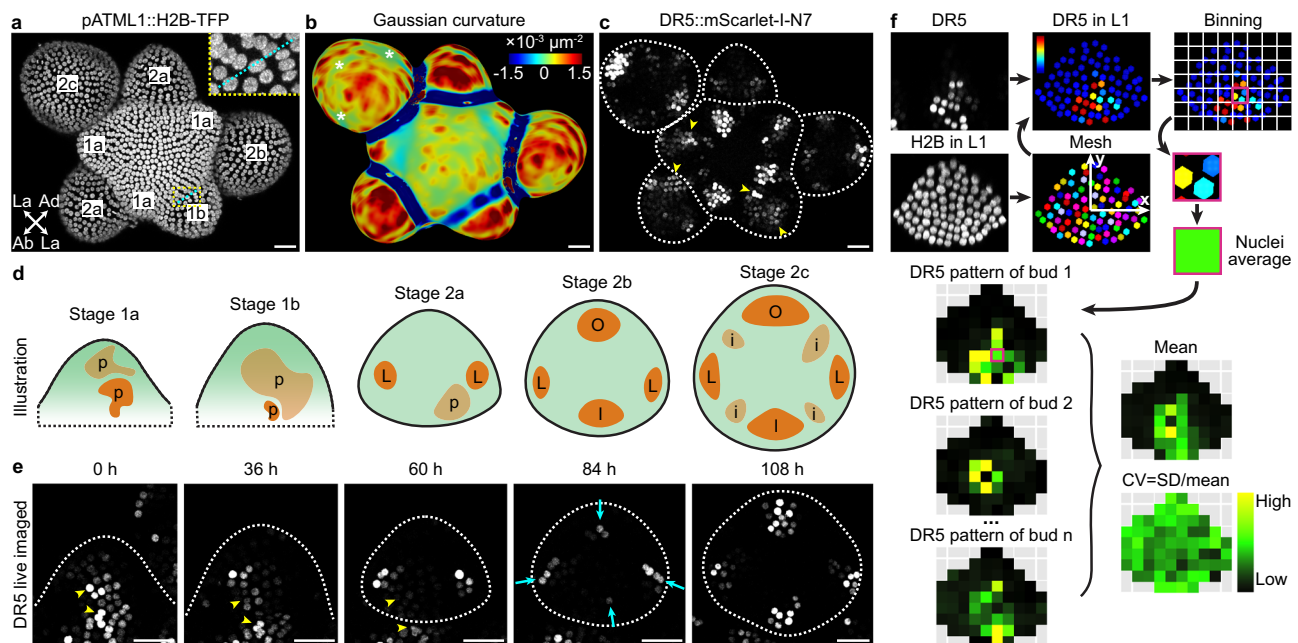 a
pATML1::H2B-TFP
2c
2a
1a
2b
1a
2a
1b
La Ad
Ab La
b
Gaussian curvature
×10⁻³ μm⁻²
-1.5 0 1.5
*
*
*
c
DR5::mScarlet-I-N7
d
Illustration
Stage 1a
p
p
Stage 1b
p
p
Stage 2a
L L
p
Stage 2b
O
L L
I
Stage 2c
O
i i
L L
i i
I
e
DR5 live imaged
0 h
36 h
60 h
84 h
108 h
f
DR5
DR5 in L1
Binning
H2B in L1
Mesh
y
x
Nuclei
average
DR5 pattern of bud 1
DR5 pattern of bud 2
...
DR5 pattern of bud n
Mean
CV=SD/mean
High
Low